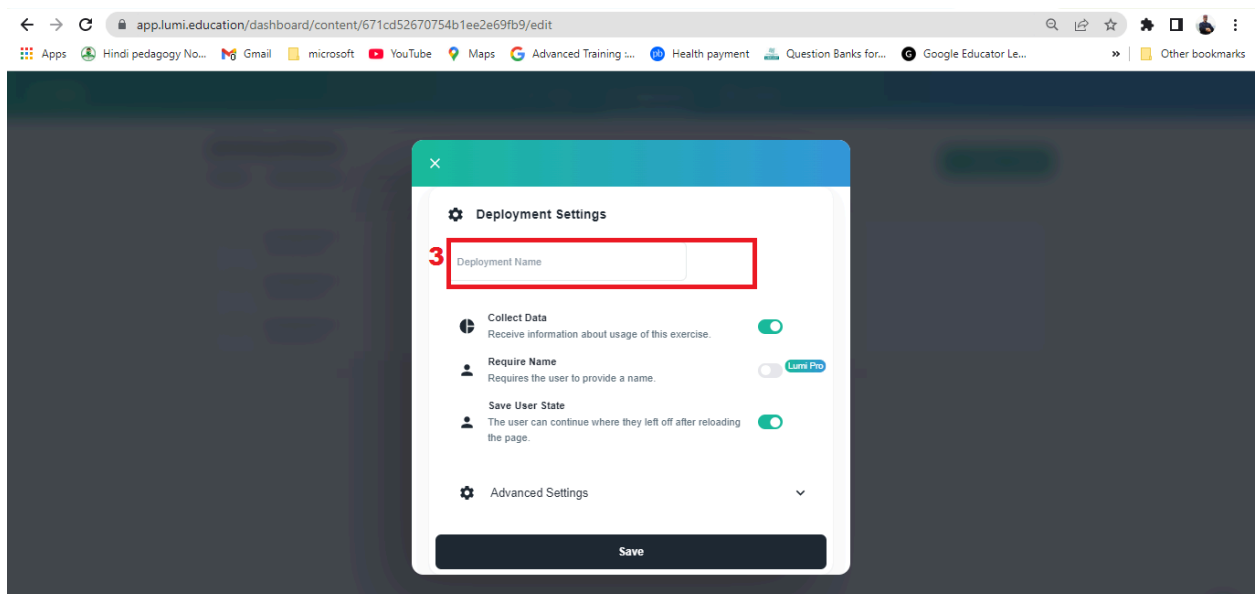 app.lumi.education/dashboard/content/671cd52670754b1ee2e69fb9/edit
Apps Hindi pedagogy No... Gmail microsoft YouTube Maps Advanced Training :... Health payment Question Banks for... Google Educator Le... » Other bookmarks
Deployment Settings
3
Deployment Name
Collect Data
Receive information about usage of this exercise.
Require Name
Lumi Pro
Requires the user to provide a name.
Save User State
The user can continue where they left off after reloading
the page.
Advanced Settings
Save